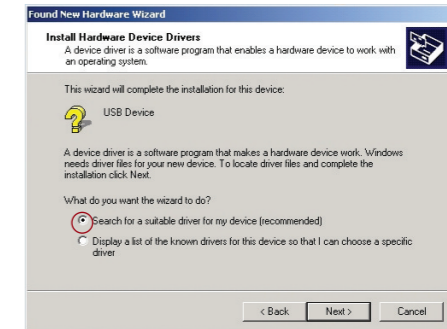 Found New Hardware Wizard
Install Hardware Device Drivers
A device driver is a software program that enables a hardware device to work with
an operating system.
This wizard will complete the installation for this device:
USB Device
A device driver is a software program that makes a hardware device work. Windows
needs driver files for your new device. To locate driver files and complete the
installation click Next.
What do you want the wizard to do?
Search for a suitable driver for my device (recommended)
Display a list of the known drivers for this device so that I can choose a specific
driver
< Back Next > Cancel